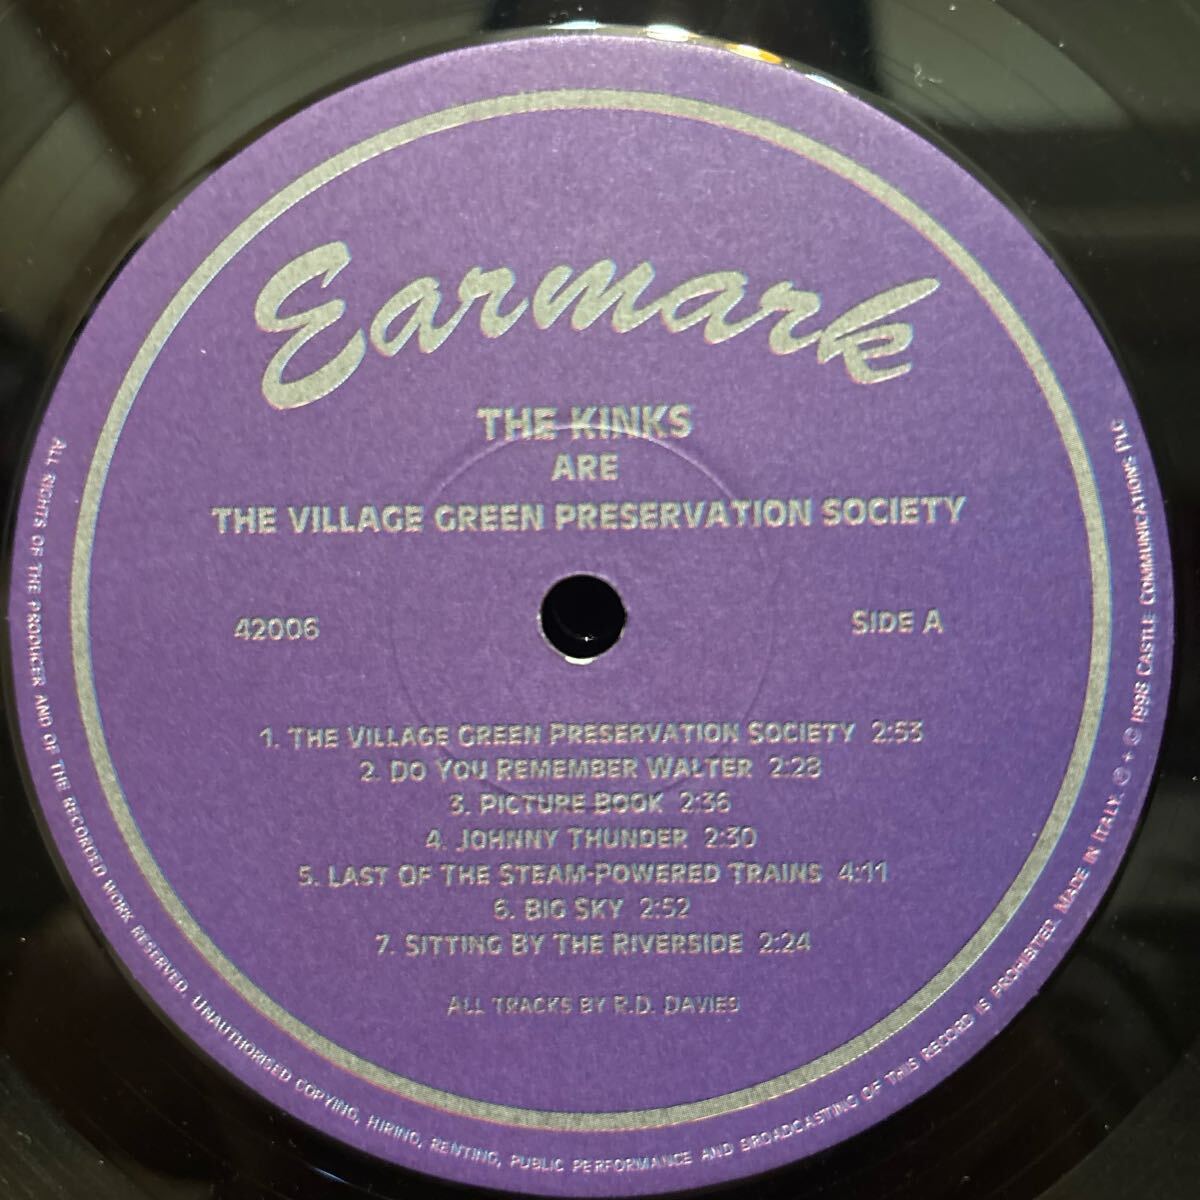 Earmark
THE KINKS
ARE
THE VILLAGE GREEN PRESERVATION SOCIETY
42006
SIDE A
1. THE VILLAGE GREEN PRESERVATION SOCIETY 2:53
2. DO YOU REMEMBER WALTER 2:28
3. PICTURE BOOK 2:36
4. JOHNNY THUNDER 2:30
5. LAST OF THE STEAM-POWERED TRAINS 4:11
6. BIG SKY 2:52
7. SITTING BY THE RIVERSIDE 2:24
ALL TRACKS BY R.D. DAVIES
ALL RIGHTS OF THE PRODUCER AND OF THE RECORDED WORK RESERVED. UNAUTHORISED COPYING, HIRING, RENTING, PUBLIC PERFORMANCE AND BROADCASTING OF THIS RECORD IS PROHIBITED. MADE IN ITALY. ℗ + © 1998 CASTLE COMMUNICATIONS PLC